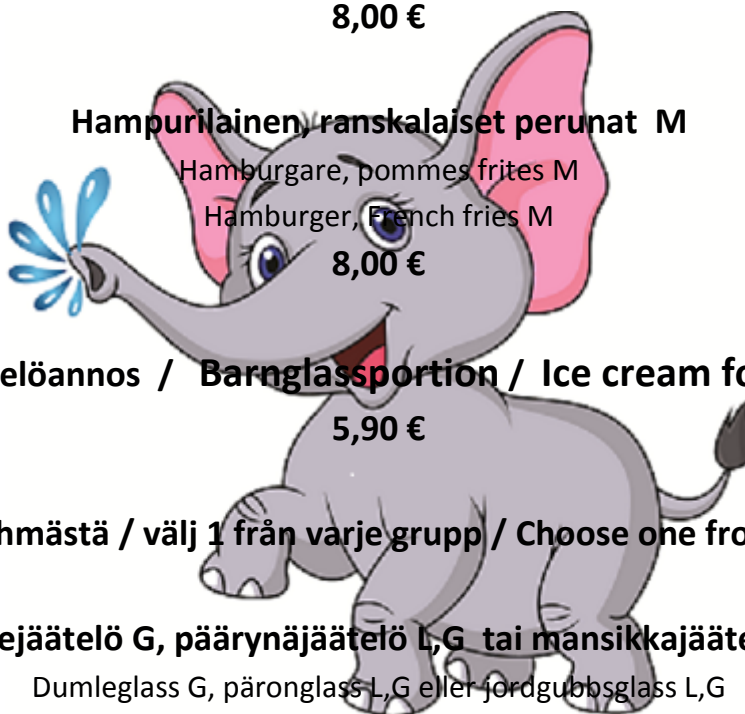 8,00 €
Hampurilainen, ranskalaiset perunat M
Hamburgare, pommes frites M
Hamburger, French fries M
8,00 €
elöannos / Barnglassportion / Ice cream fo
5,90 €
hmästä / välj 1 från varje grupp / Choose one fro
ejäätelö G, päärynäjäätelö L,G tai mansikkajääte
Dumleglass G, päronglass L,G eller jordgubbsglass L,G